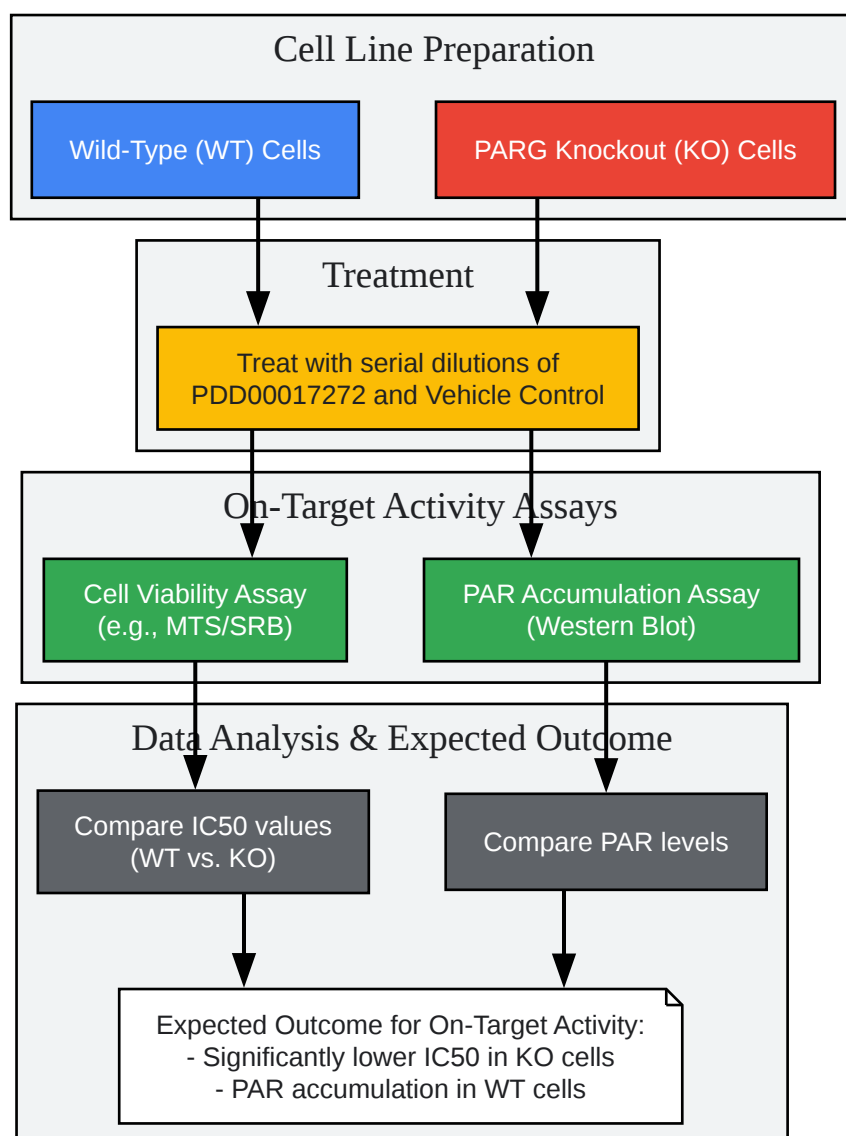 Cell Line Preparation
Wild-Type (WT) Cells
PARG Knockout (KO) Cells
Treatment
Treat with serial dilutions of
PDD00017272 and Vehicle Control
On-Target Activity Assays
Cell Viability Assay
(e.g., MTS/SRB)
PAR Accumulation Assay
(Western Blot)
Data Analysis & Expected Outcome
Compare IC50 values
(WT vs. KO)
Compare PAR levels
Expected Outcome for On-Target Activity:
- Significantly lower IC50 in KO cells
- PAR accumulation in WT cells